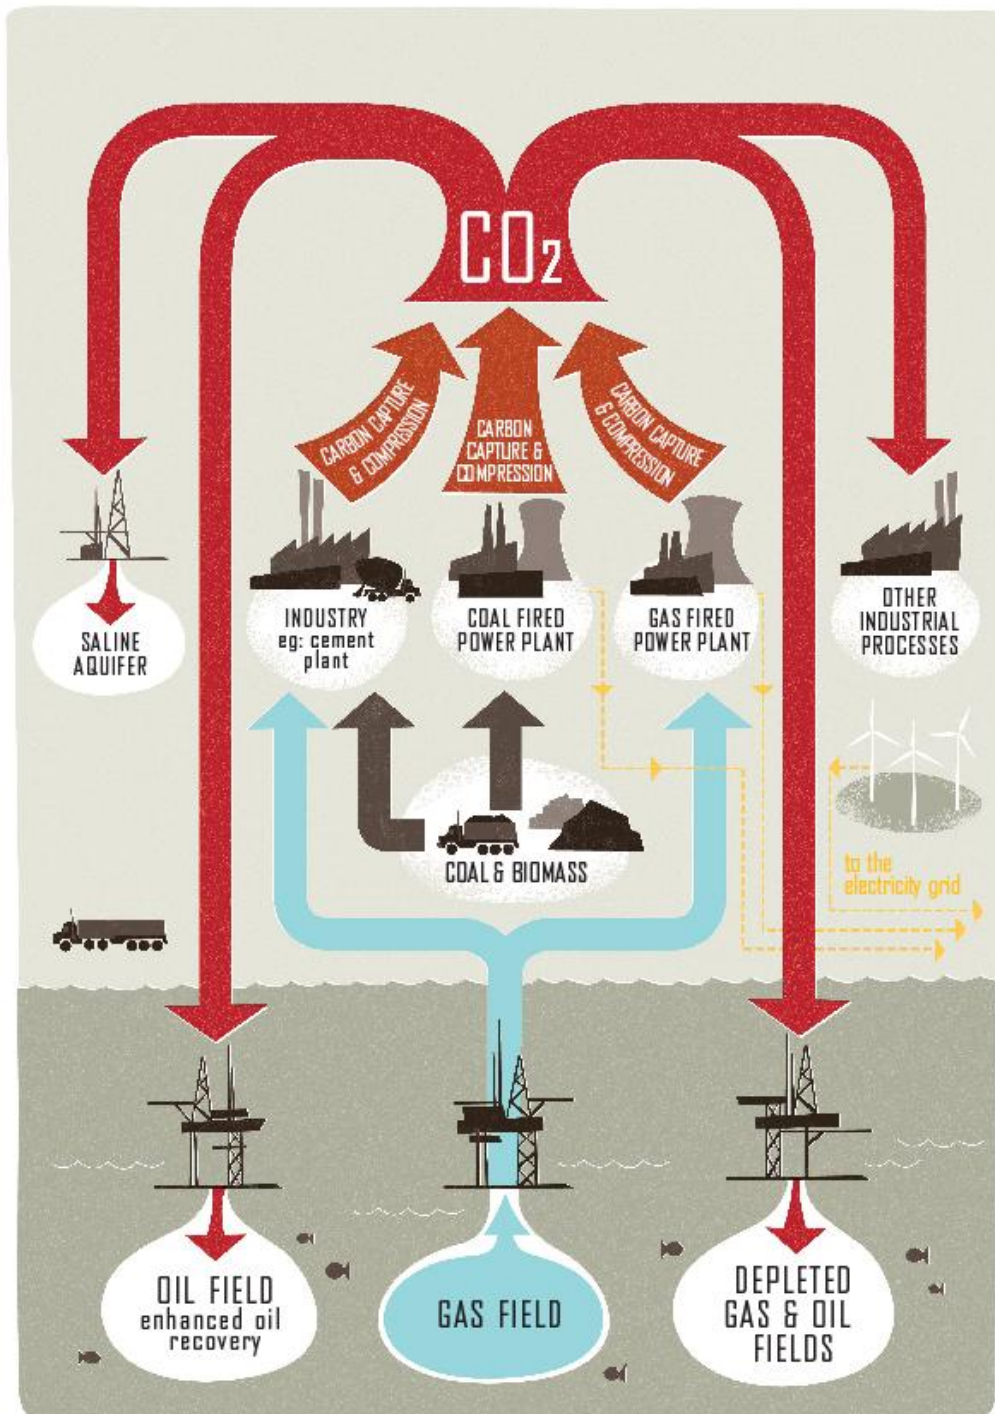 CO2
CARBON CAPTURE
& COMPRESSION
CARBON
CAPTURE &
COMPRESSION
CARBON CAPTURE
& COMPRESSION
SALINE
AQUIFER
INDUSTRY
eg: cement
plant
COAL FIRED
POWER PLANT
GAS FIRED
POWER PLANT
OTHER
INDUSTRIAL
PROCESSES
COAL & BIOMASS
to the
electricity grid
OIL FIELD
enhanced oil
recovery
GAS FIELD
DEPLETED
GAS & OIL
FIELDS